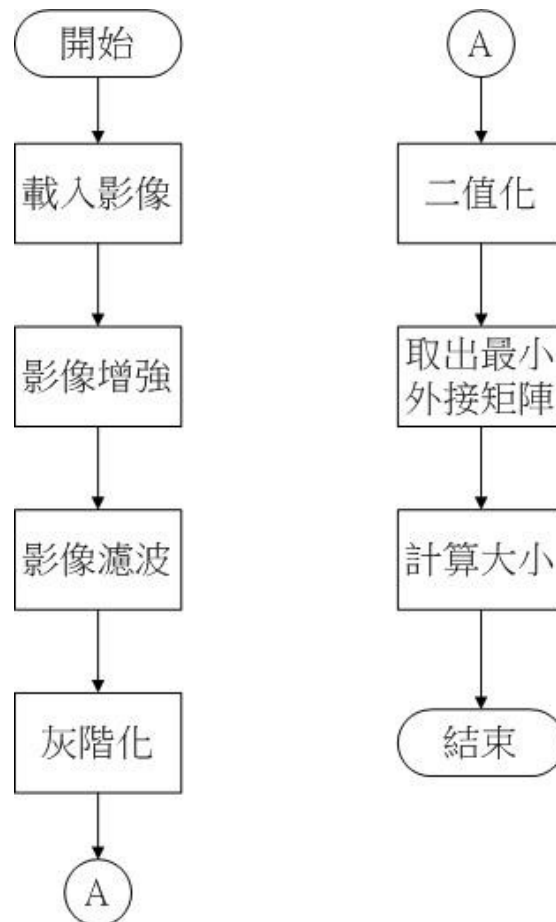 開始
載入影像
影像增強
影像濾波
灰階化
A
A
二值化
取出最小
外接矩陣
計算大小
結束